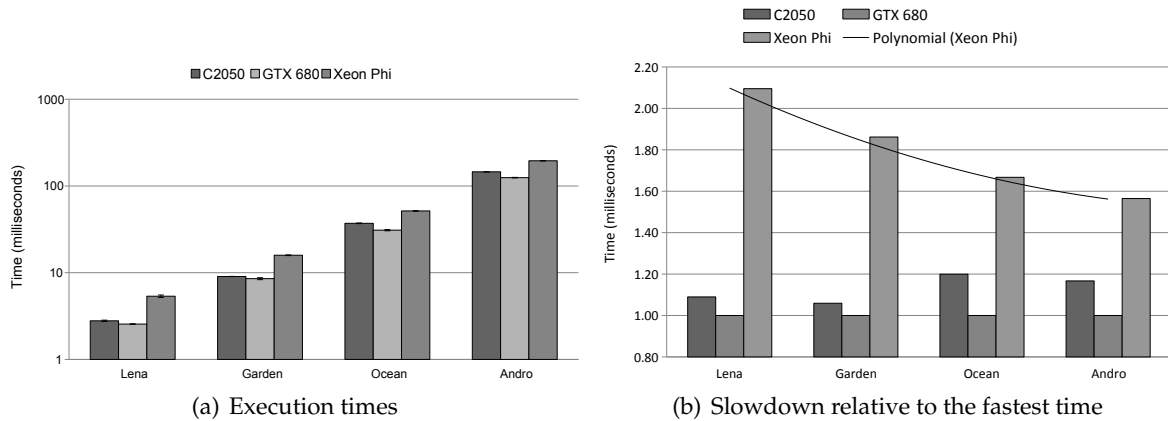 C2050 GTX 680 Xeon Phi
Time (milliseconds)
1000
100
10
1
Lena Garden Ocean Andro
(a) Execution times
C2050 GTX 680
Xeon Phi Polynomial (Xeon Phi)
Time (milliseconds)
2.20
2.00
1.80
1.60
1.40
1.20
1.00
0.80
Lena Garden Ocean Andro
(b) Slowdown relative to the fastest time